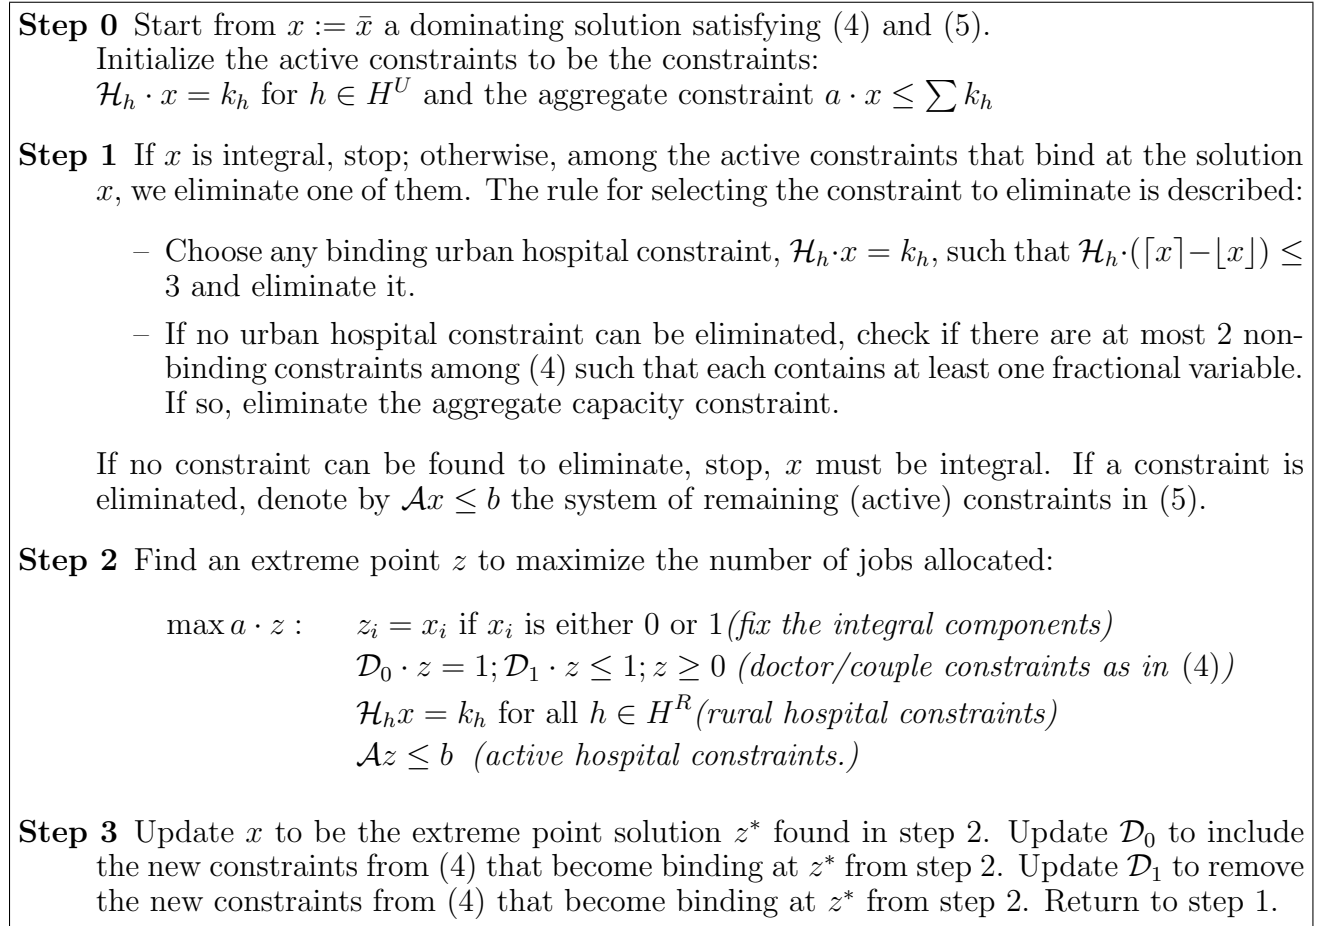 Step 0 Start from x := x̄ a dominating solution satisfying (4) and (5).
Initialize the active constraints to be the constraints:
ℋ_h · x = k_h for h ∈ H^U and the aggregate constraint a · x ≤ ∑ k_h
Step 1 If x is integral, stop; otherwise, among the active constraints that bind at the solution
x, we eliminate one of them. The rule for selecting the constraint to eliminate is described:
– Choose any binding urban hospital constraint, ℋ_h·x = k_h, such that ℋ_h·(⌈x⌉−⌊x⌋) ≤
3 and eliminate it.
– If no urban hospital constraint can be eliminated, check if there are at most 2 non-
binding constraints among (4) such that each contains at least one fractional variable.
If so, eliminate the aggregate capacity constraint.
If no constraint can be found to eliminate, stop, x must be integral. If a constraint is
eliminated, denote by 𝒜x ≤ b the system of remaining (active) constraints in (5).
Step 2 Find an extreme point z to maximize the number of jobs allocated:
max a · z : z_i = x_i if x_i is either 0 or 1(fix the integral components)
𝒟_0 · z = 1; 𝒟_1 · z ≤ 1; z ≥ 0 (doctor/couple constraints as in (4))
ℋ_h x = k_h for all h ∈ H^R(rural hospital constraints)
𝒜z ≤ b (active hospital constraints.)
Step 3 Update x to be the extreme point solution z* found in step 2. Update 𝒟_0 to include
the new constraints from (4) that become binding at z* from step 2. Update 𝒟_1 to remove
the new constraints from (4) that become binding at z* from step 2. Return to step 1.